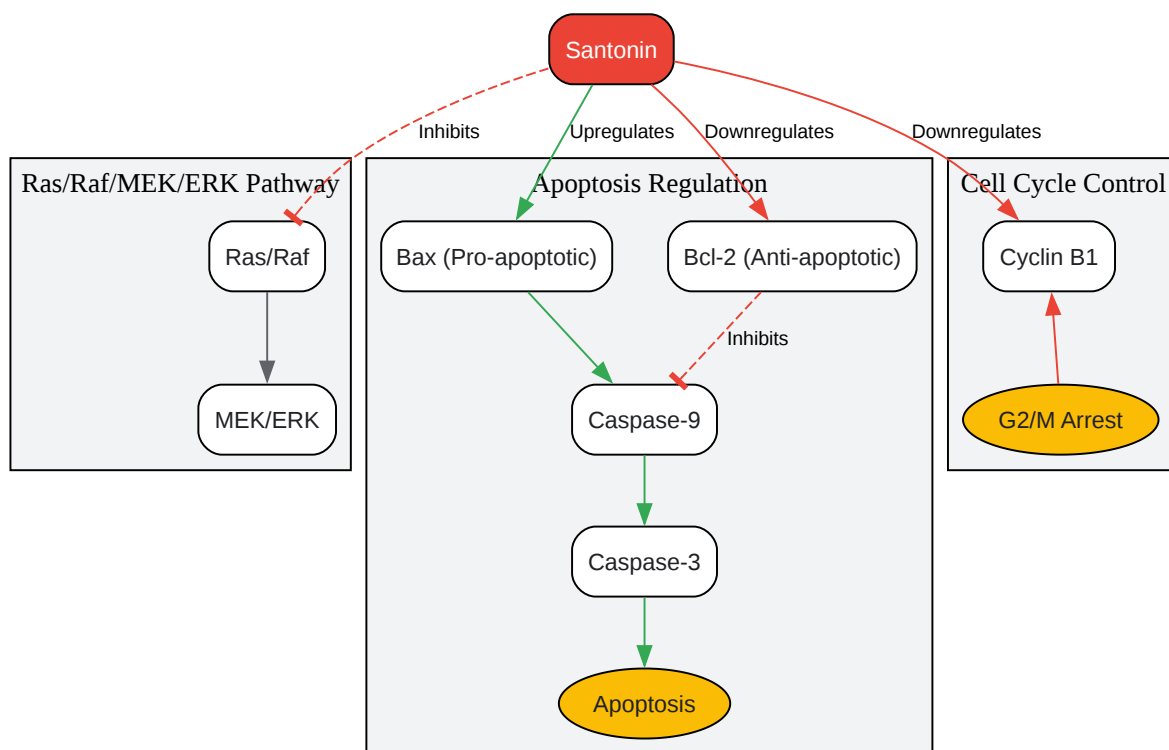 Santonin
Inhibits
Upregulates
Downregulates
Downregulates
Ras/Raf/MEK/ERK Pathway
Apoptosis Regulation
Cell Cycle Control
Ras/Raf
Bax (Pro-apoptotic)
Bcl-2 (Anti-apoptotic)
Cyclin B1
Inhibits
MEK/ERK
Caspase-9
G2/M Arrest
Caspase-3
Apoptosis